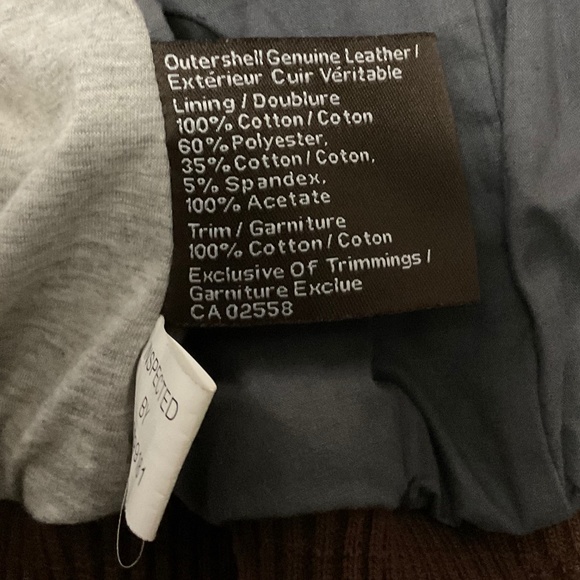 Outershell Genuine Leather /
Extérieur Cuir Véritable
Lining / Doublure
100% Cotton / Coton
60% Polyester,
35% Cotton / Coton,
5% Spandex,
100% Acetate
Trim / Garniture
100% Cotton / Coton
Exclusive Of Trimmings /
Garniture Exclue
CA 02558
INSPECTED
BY